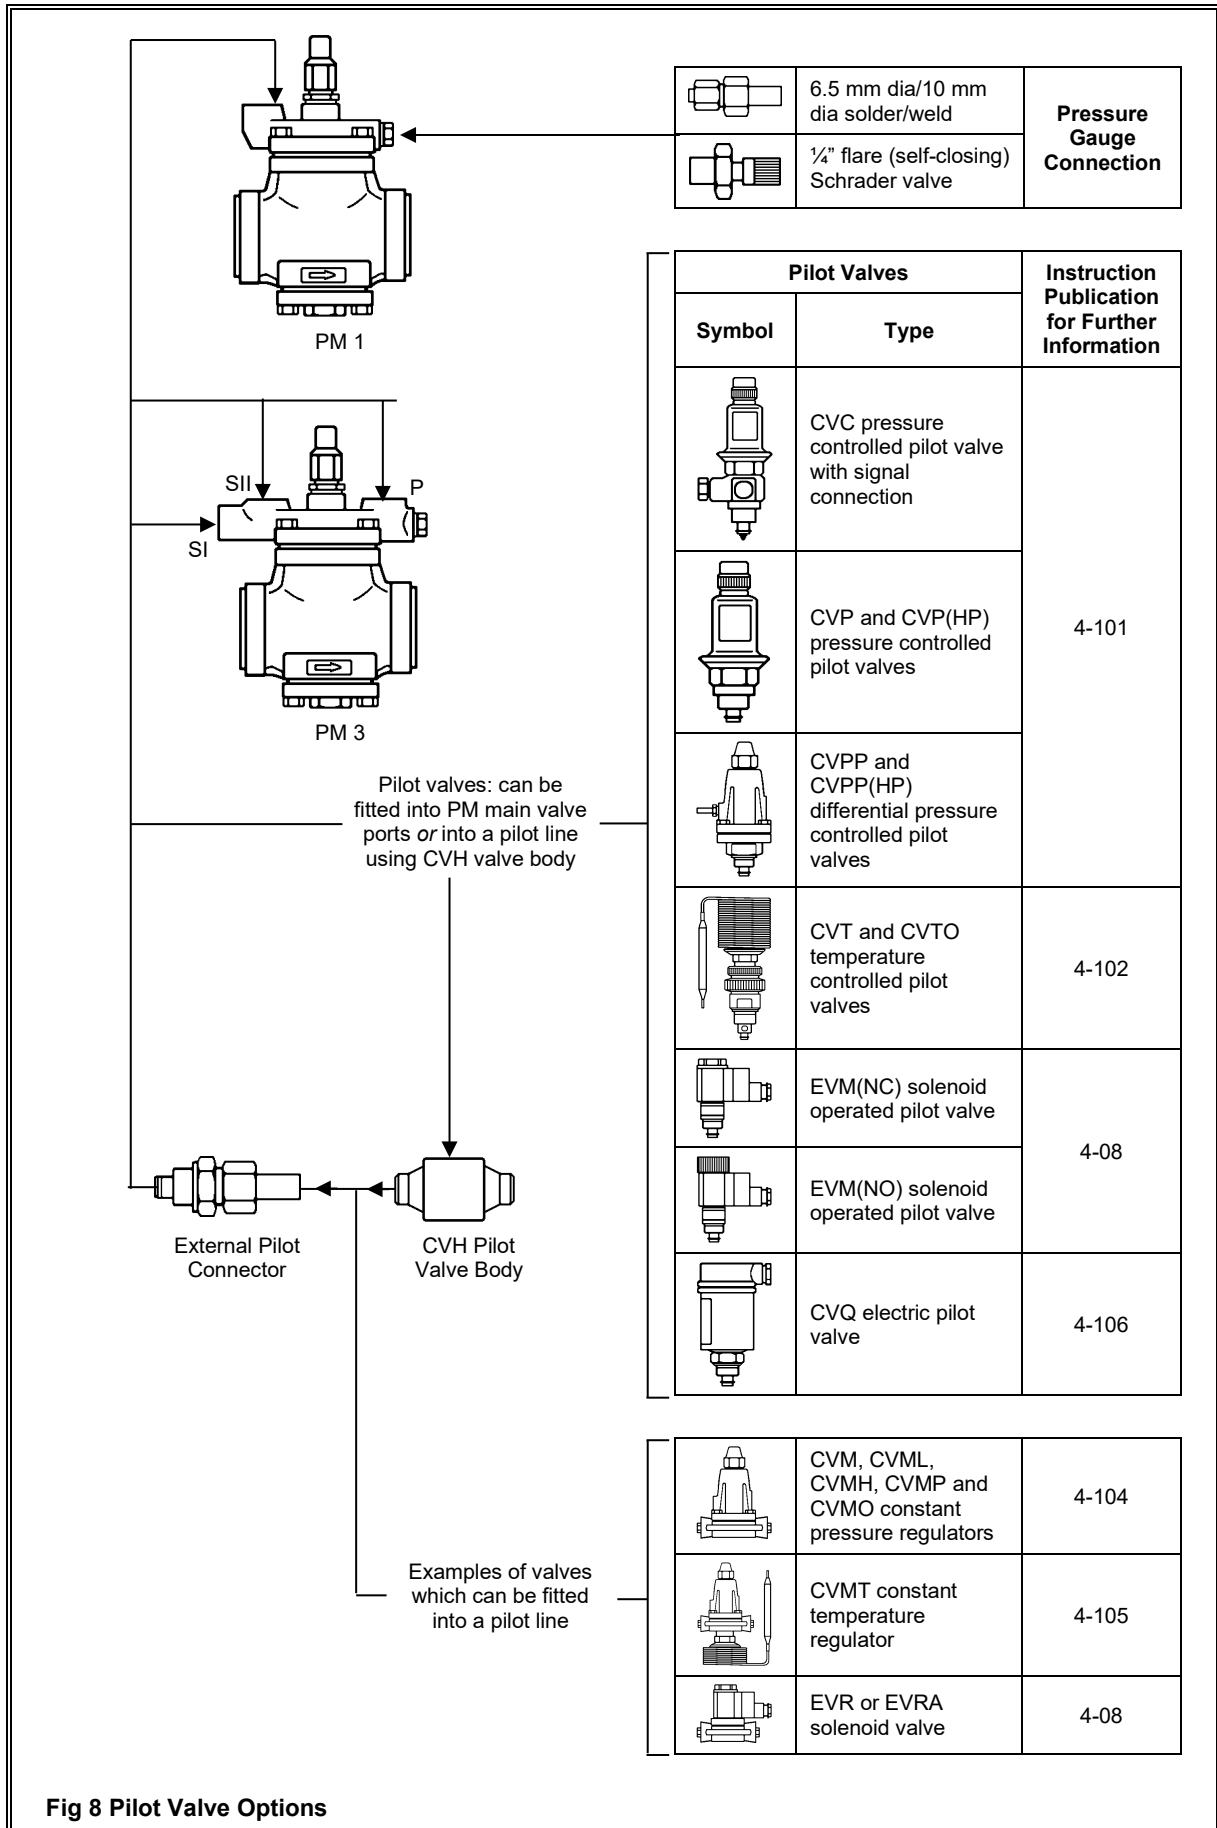 6.5 mm dia/10 mm
dia solder/weld
¼” flare (self-closing)
Schrader valve
Pressure
Gauge
Connection
PM 1
SII
P
SI
PM 3
Pilot valves: can be
fitted into PM main valve
ports or into a pilot line
using CVH valve body
Pilot Valves
Instruction
Publication
for Further
Information
Symbol
Type
CVC pressure
controlled pilot valve
with signal
connection
CVP and CVP(HP)
pressure controlled
pilot valves
4-101
CVPP and
CVPP(HP)
differential pressure
controlled pilot
valves
CVT and CVTO
temperature
controlled pilot
valves
4-102
EVM(NC) solenoid
operated pilot valve
4-08
EVM(NO) solenoid
operated pilot valve
CVQ electric pilot
valve
4-106
External Pilot
Connector
CVH Pilot
Valve Body
Examples of valves
which can be fitted
into a pilot line
CVM, CVML,
CVMH, CVMP and
CVMO constant
pressure regulators
4-104
CVMT constant
temperature
regulator
4-105
EVR or EVRA
solenoid valve
4-08
Fig 8 Pilot Valve Options